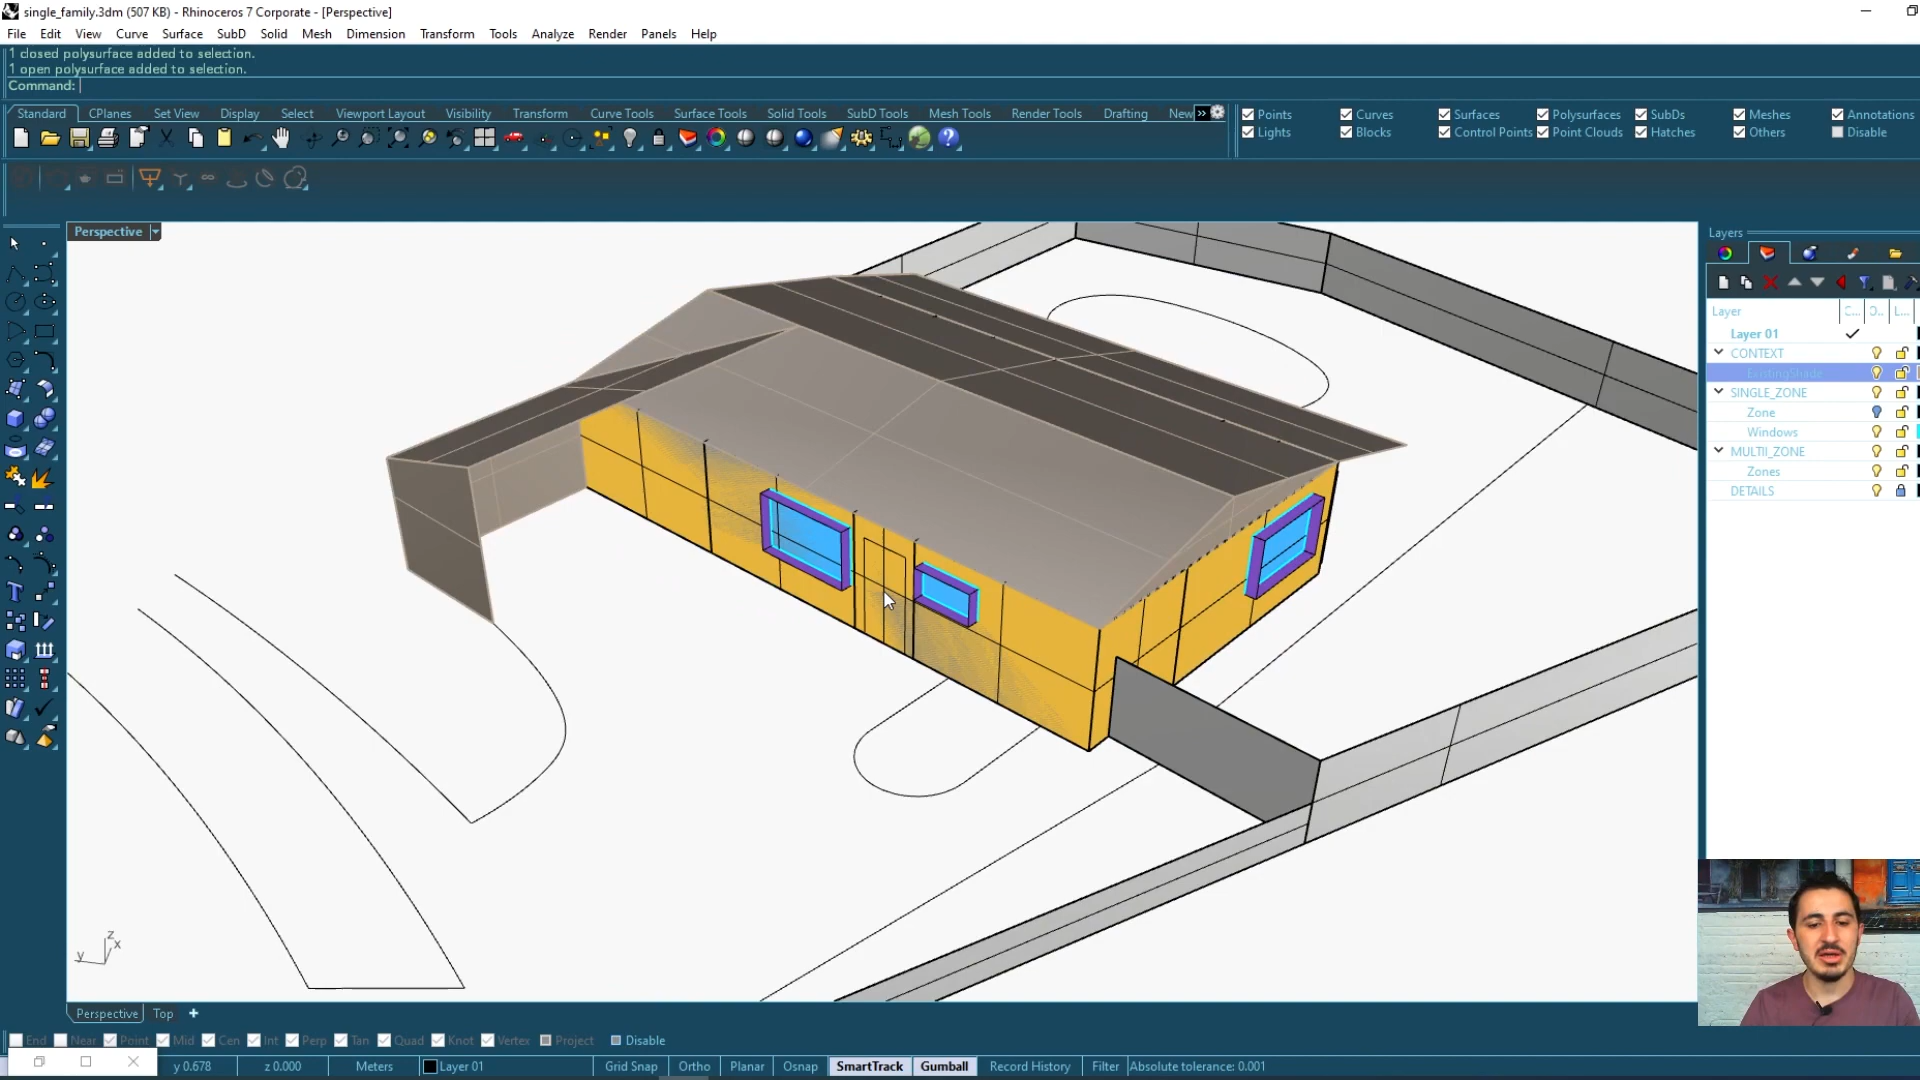 single_family.3dm (507 KB) - Rhinoceros 7 Corporate - [Perspective]
File Edit View Curve Surface SubD Solid Mesh Dimension Transform Tools Analyze Render Panels Help
1 closed polysurface added to selection.
1 open polysurface added to selection.
Command:
Standard CPlanes Set View Display Select Viewport Layout Visibility Transform Curve Tools Surface Tools Solid Tools SubD Tools Mesh Tools Render Tools Drafting New
Points Curves Surfaces Polysurfaces SubDs Meshes Annotations
Lights Blocks Control Points Point Clouds Hatches Others Disable
Perspective
Layers
Layer C... O.. L...
Layer 01
CONTEXT
ExistingShade
SINGLE_ZONE
Zone
Windows
MULTII_ZONE
Zones
DETAILS
z
x
y
Perspective Top
End Near Point Mid Cen Int Perp Tan Quad Knot Vertex Project Disable
y 0.678 z 0.000 Meters Layer 01 Grid Snap Ortho Planar Osnap SmartTrack Gumball Record History Filter Absolute tolerance: 0.001